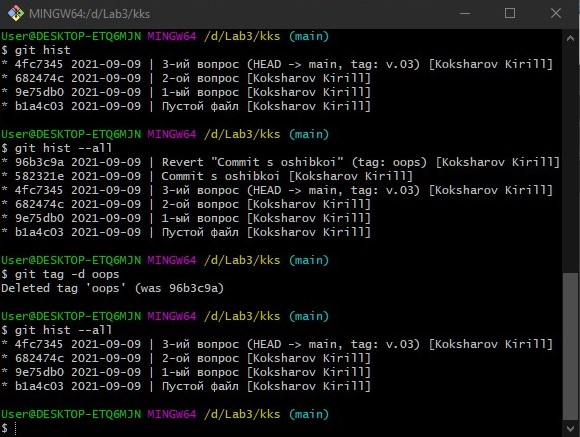 MINGW64:/d/Lab3/kks
User@DESKTOP-ETQ6MJN MINGW64 /d/Lab3/kks (main)
$ git hist
* 4fc7345 2021-09-09 | 3-ий вопрос (HEAD -> main, tag: v.03) [Koksharov Kirill]
* 682474c 2021-09-09 | 2-ой вопрос [Koksharov Kirill]
* 9e75db0 2021-09-09 | 1-ый вопрос [Koksharov Kirill]
* b1a4c03 2021-09-09 | Пустой файл [Koksharov Kirill]
User@DESKTOP-ETQ6MJN MINGW64 /d/Lab3/kks (main)
$ git hist --all
* 96b3c9a 2021-09-09 | Revert "Commit s oshibkoi" (tag: oops) [Koksharov Kirill]
* 582321e 2021-09-09 | Commit s oshibkoi [Koksharov Kirill]
* 4fc7345 2021-09-09 | 3-ий вопрос (HEAD -> main, tag: v.03) [Koksharov Kirill]
* 682474c 2021-09-09 | 2-ой вопрос [Koksharov Kirill]
* 9e75db0 2021-09-09 | 1-ый вопрос [Koksharov Kirill]
* b1a4c03 2021-09-09 | Пустой файл [Koksharov Kirill]
User@DESKTOP-ETQ6MJN MINGW64 /d/Lab3/kks (main)
$ git tag -d oops
Deleted tag 'oops' (was 96b3c9a)
User@DESKTOP-ETQ6MJN MINGW64 /d/Lab3/kks (main)
$ git hist --all
* 4fc7345 2021-09-09 | 3-ий вопрос (HEAD -> main, tag: v.03) [Koksharov Kirill]
* 682474c 2021-09-09 | 2-ой вопрос [Koksharov Kirill]
* 9e75db0 2021-09-09 | 1-ый вопрос [Koksharov Kirill]
* b1a4c03 2021-09-09 | Пустой файл [Koksharov Kirill]
User@DESKTOP-ETQ6MJN MINGW64 /d/Lab3/kks (main)
$